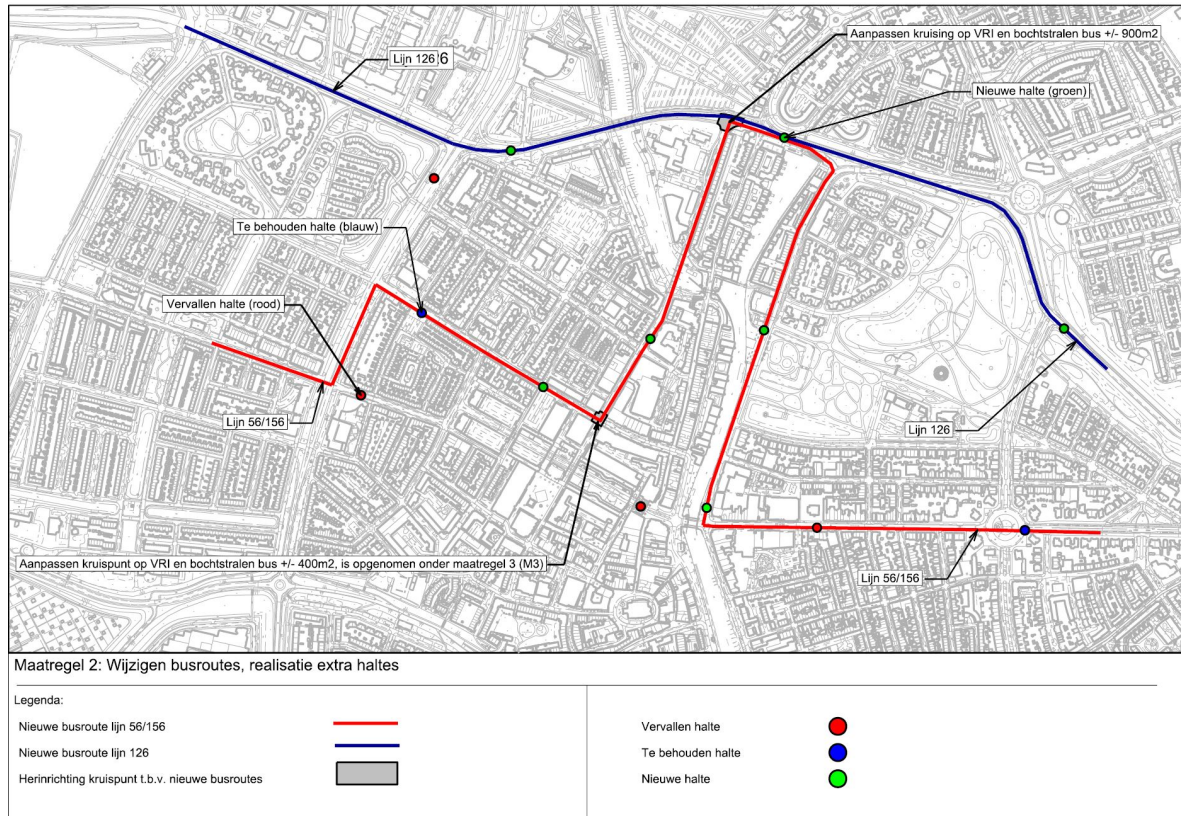 Aanpassen kruising op VRI en bochtstralen bus +/- 900m2
Lijn 126
6
Nieuwe halte (groen)
Te behouden halte (blauw)
Vervallen halte (rood)
Lijn 56/156
Lijn 126
Aanpassen kruispunt op VRI en bochtstralen bus +/- 400m2, is opgenomen onder maatregel 3 (M3)
Lijn 56/156
Maatregel 2: Wijzigen busroutes, realisatie extra haltes
Legenda:
Nieuwe busroute lijn 56/156
Nieuwe busroute lijn 126
Herinrichting kruispunt t.b.v. nieuwe busroutes
Vervallen halte
Te behouden halte
Nieuwe halte